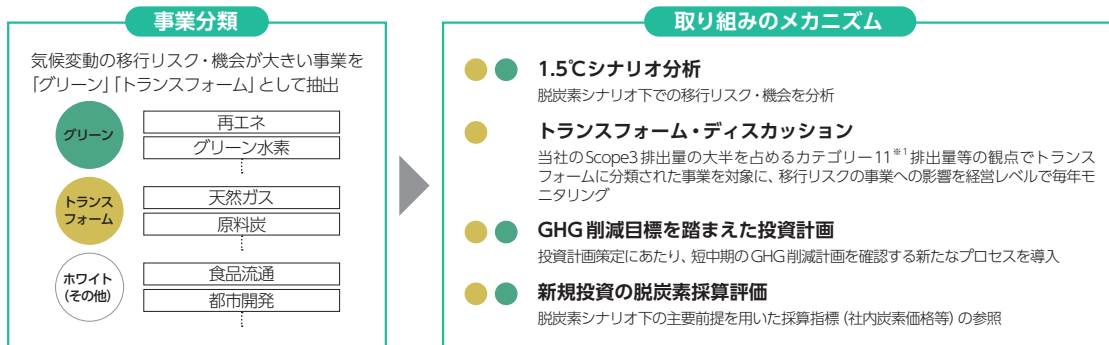 事業分類
気候変動の移行リスク・機会が大きい事業を
「グリーン」「トランスフォーム」として抽出
グリーン
再エネ
グリーン水素
トランス
フォーム
天然ガス
原料炭
ホワイト
(その他)
食品流通
都市開発
取り組みのメカニズム
1.5℃シナリオ分析
脱炭素シナリオ下での移行リスク・機会を分析
トランスフォーム・ディスカッション
当社のScope3排出量の大半を占めるカテゴリー11※1排出量等の観点でトランス
フォームに分類された事業を対象に、移行リスクの事業への影響を経営レベルで毎年モ
ニタリング
GHG削減目標を踏まえた投資計画
投資計画策定にあたり、短中期のGHG削減計画を確認する新たなプロセスを導入
新規投資の脱炭素採算評価
脱炭素シナリオ下の主要前提を用いた採算指標(社内炭素価格等)の参照